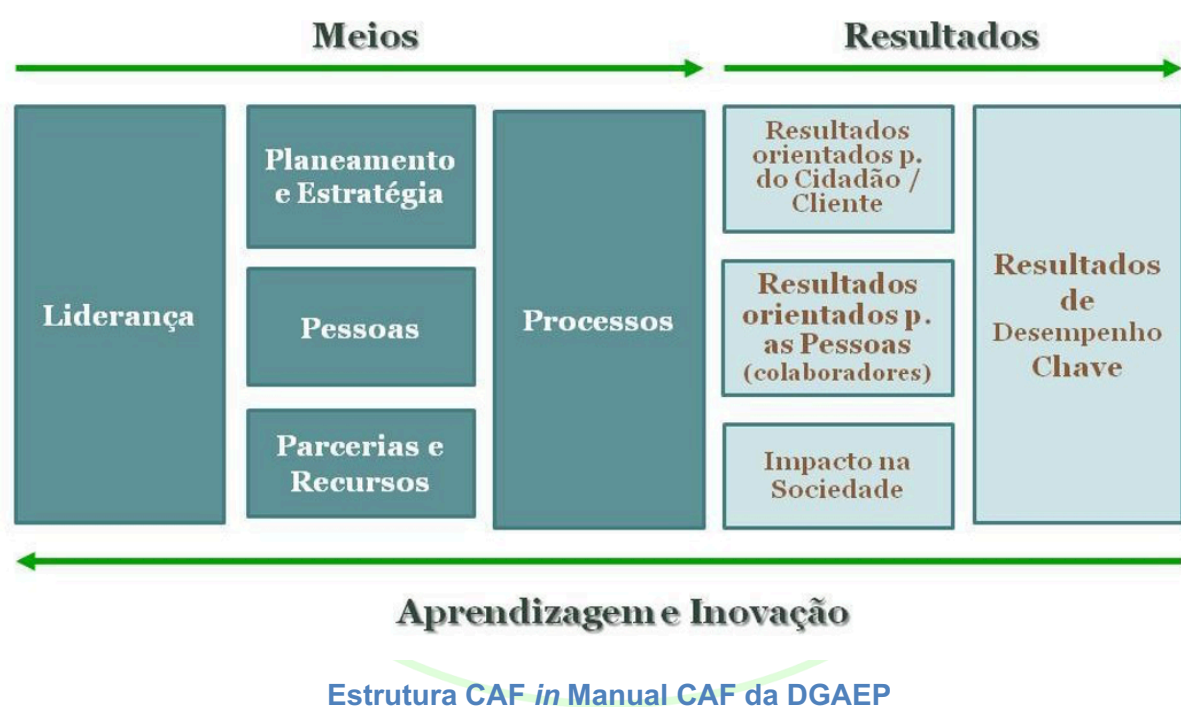 Meios
Resultados
Liderança
Planeamento
e Estratégia
Pessoas
Parcerias e
Recursos
Processos
Resultados
orientados p.
do Cidadão /
Cliente
Resultados
orientados p.
as Pessoas
(colaboradores)
Impacto na
Sociedade
Resultados
de
Desempenho
Chave
Aprendizagem e Inovação
Estrutura CAF in Manual CAF da DGAEP